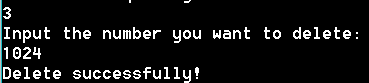 3
Input the number you want to delete:
1024
Delete successfully!